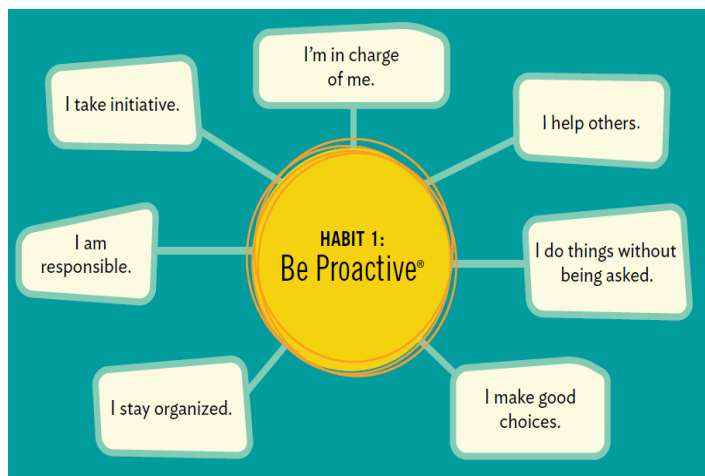 I'm in charge
of me.
I take initiative.
I help others.
HABIT 1:
Be Proactive®
I am
responsible.
I do things without
being asked.
I stay organized.
I make good
choices.